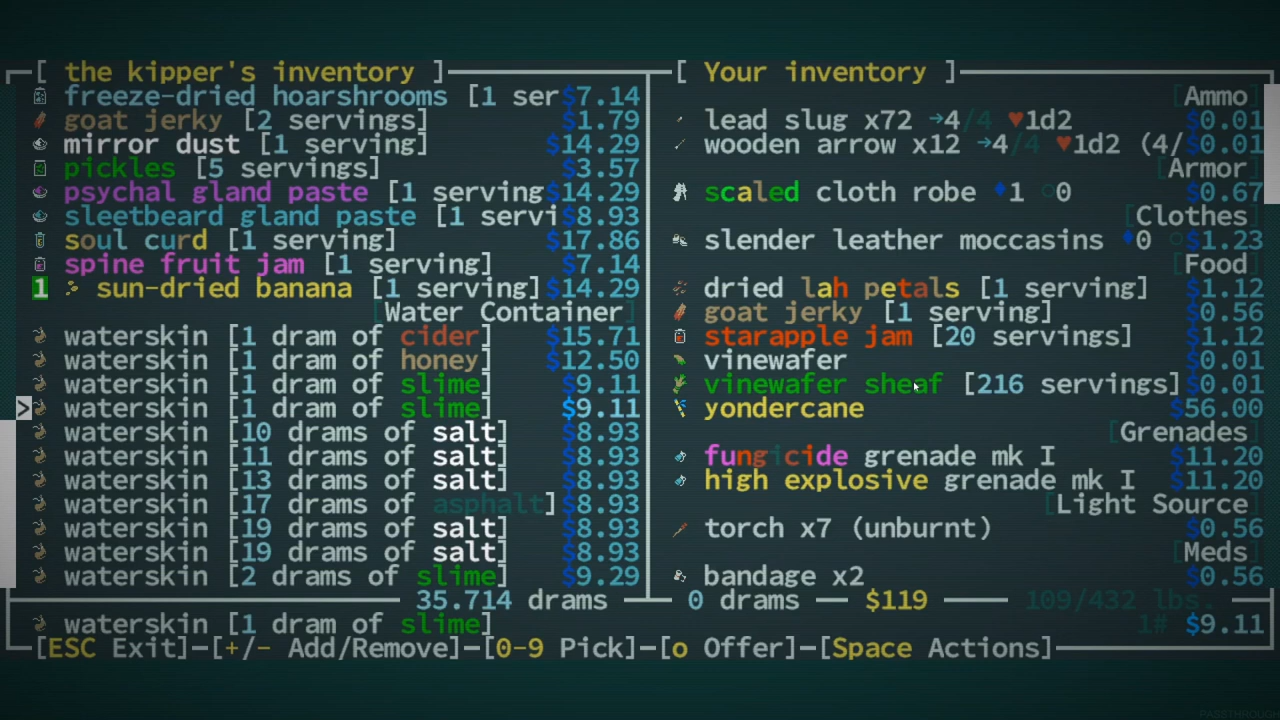 [ the kipper's inventory ]
freeze-dried hoarshrooms [1 ser$7.14
goat jerky [2 servings] $1.79
mirror dust [1 serving] $14.29
pickles [5 servings] $3.57
psychal gland paste [1 serving$14.29
sleetbeard gland paste [1 servi$8.93
soul curd [1 serving] $17.86
spine fruit jam [1 serving] $7.14
1 sun-dried banana [1 serving]$14.29
[Water Container]
waterskin [1 dram of cider] $15.71
waterskin [1 dram of honey] $12.50
waterskin [1 dram of slime] $9.11
> waterskin [1 dram of slime] $9.11
waterskin [10 drams of salt] $8.93
waterskin [11 drams of salt] $8.93
waterskin [13 drams of salt] $8.93
waterskin [17 drams of asphalt] $8.93
waterskin [19 drams of salt] $8.93
waterskin [19 drams of salt] $8.93
waterskin [2 drams of slime] $9.29
35.714 drams
[ Your inventory ]
[Ammo]
lead slug x72 →4/4 ♥1d2 $0.01
wooden arrow x12 →4/4 ♥1d2 (4/$0.01
[Armor]
scaled cloth robe ♦1 ○0 $0.67
[Clothes]
slender leather moccasins ♦0 ○$1.23
[Food]
dried lah petals [1 serving] $1.12
goat jerky [1 serving] $0.56
starapple jam [20 servings] $1.12
vinewafer $0.01
vinewafer sheaf [216 servings] $0.01
yondercane $56.00
[Grenades]
fungicide grenade mk I $11.20
high explosive grenade mk I $11.20
[Light Source]
torch x7 (unburnt) $0.56
[Meds]
bandage x2 $0.56
0 drams $119 109/432 lbs.
waterskin [1 dram of slime] 1# $9.11
[ESC Exit]-[+/- Add/Remove]-[0-9 Pick]-[o Offer]-[Space Actions]